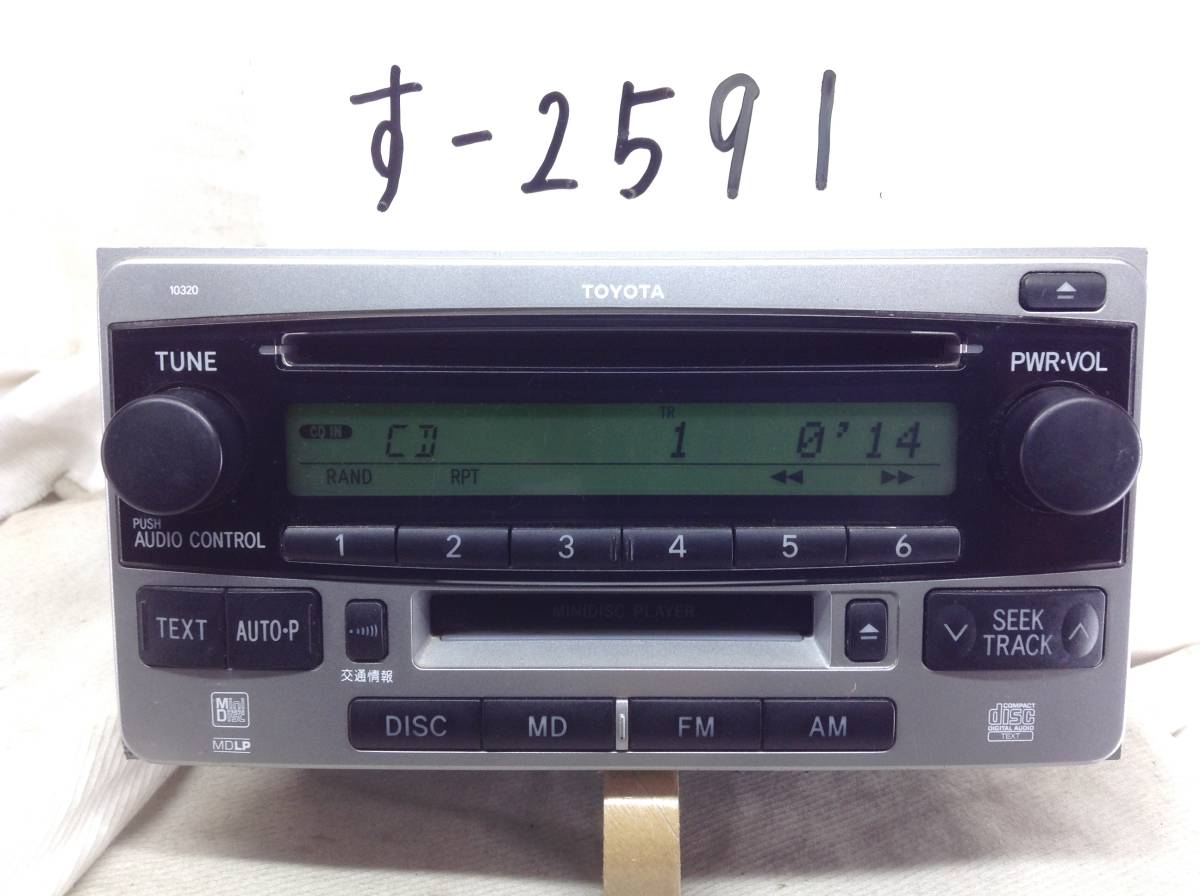 す-2591
10320
TOYOTA
TUNE
PWR·VOL
CD IN
CD
TR
1
0'14
RAND
RPT
PUSH
AUDIO CONTROL
1
2
3
4
5
6
TEXT
AUTO·P
交通情報
MINIDISC PLAYER
SEEK
TRACK
DISC
MD
FM
AM
Mini
Disc
MDLP
COMPACT
disc
DIGITAL AUDIO
TEXT